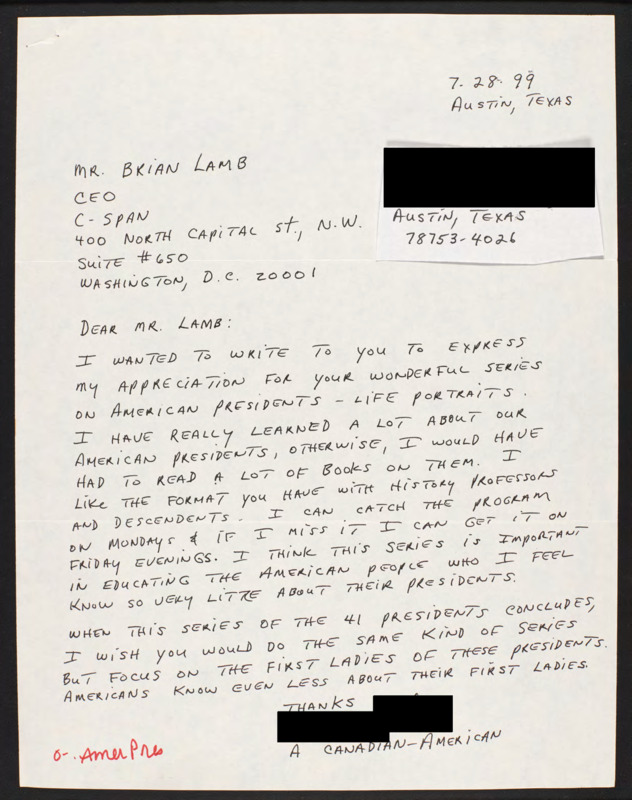 7-28-99
AUSTIN, TEXAS
MR. BRIAN LAMB
CEO
C-SPAN
400 NORTH CAPITAL St., N.W.
SUITE #650
WASHINGTON, D.C. 20001
AUSTIN, TEXAS
78753-4026
DEAR MR. LAMB:
I WANTED TO WRITE TO YOU TO EXPRESS
MY APPRECIATION FOR YOUR WONDERFUL SERIES
ON AMERICAN PRESIDENTS - LIFE PORTRAITS.
I HAVE REALLY LEARNED A LOT ABOUT OUR
AMERICAN PRESIDENTS, OTHERWISE, I WOULD HAVE
HAD TO READ A LOT OF BOOKS ON THEM. I
LIKE THE FORMAT YOU HAVE WITH HISTORY PROFESSORS
AND DESCENDENTS. I CAN CATCH THE PROGRAM
ON MONDAYS & IF I MISS IT I CAN GET IT ON
FRIDAY EVENINGS. I THINK THIS SERIES IS IMPORTANT
IN EDUCATING THE AMERICAN PEOPLE WHO I FEEL
KNOW SO VERY LITTLE ABOUT THEIR PRESIDENTS.
WHEN THIS SERIES OF THE 41 PRESIDENTS CONCLUDES,
I WISH YOU WOULD DO THE SAME KIND OF SERIES
BUT FOCUS ON THE FIRST LADIES OF THESE PRESIDENTS.
AMERICANS KNOW EVEN LESS ABOUT THEIR FIRST LADIES.
THANKS
A CANADIAN-AMERICAN
o-. AmerPres